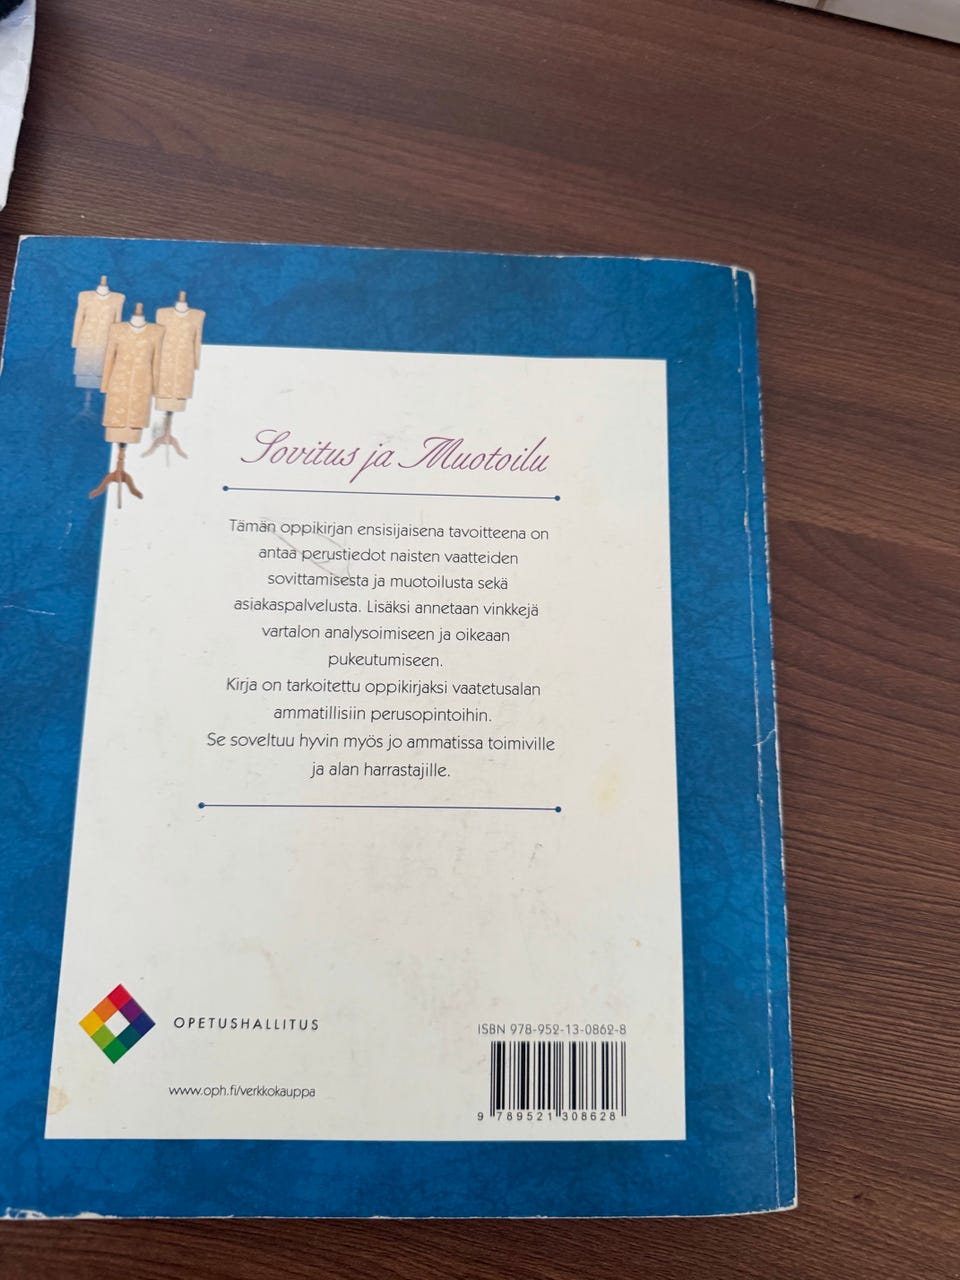 Sovitus ja Muotoilu
Tämän oppikirjan ensisijaisena tavoitteena on
antaa perustiedot naisten vaatteiden
sovittamisesta ja muotoilusta sekä
asiakaspalvelusta. Lisäksi annetaan vinkkejä
vartalon analysoimiseen ja oikeaan
pukeutumiseen.
Kirja on tarkoitettu oppikirjaksi vaatetusalan
ammatillisiin perusopintoihin.
Se soveltuu hyvin myös jo ammatissa toimiville
ja alan harrastajille.
OPETUSHALLITUS
www.oph.fi/verkkokauppa
ISBN 978-952-13-0862-8
9 789521 308628